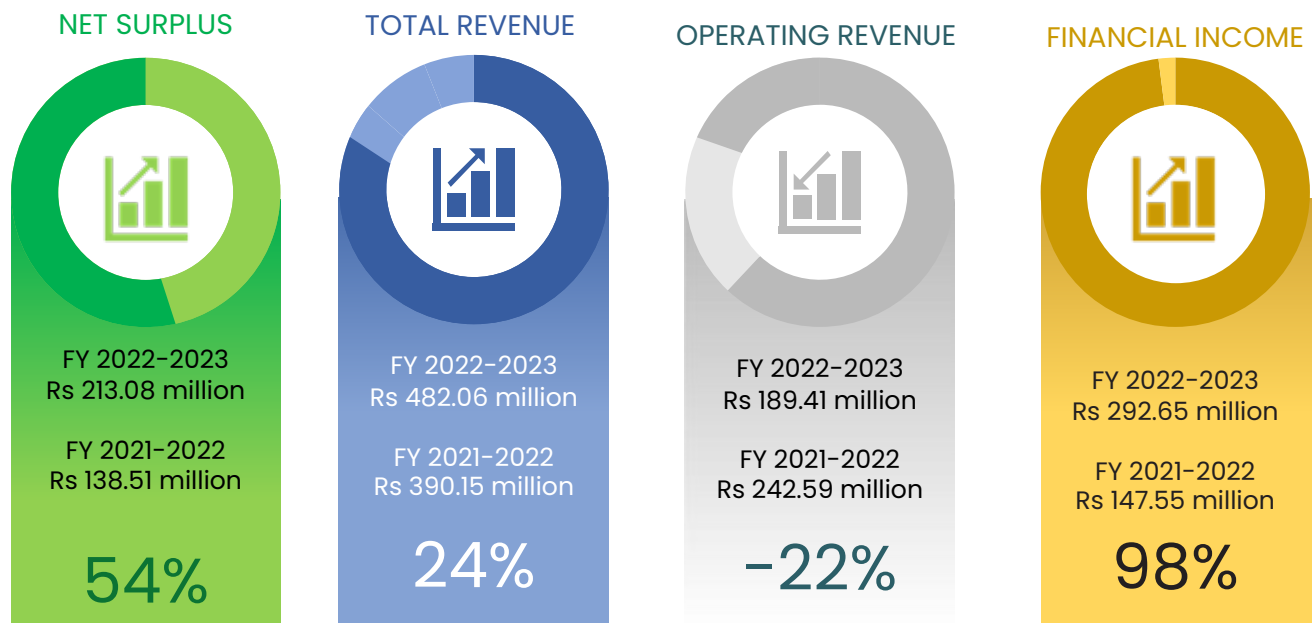 NET SURPLUS
FY 2022-2023
Rs 213.08 million
FY 2021-2022
Rs 138.51 million
54%
TOTAL REVENUE
FY 2022-2023
Rs 482.06 million
FY 2021-2022
Rs 390.15 million
24%
OPERATING REVENUE
FY 2022-2023
Rs 189.41 million
FY 2021-2022
Rs 242.59 million
-22%
FINANCIAL INCOME
FY 2022-2023
Rs 292.65 million
FY 2021-2022
Rs 147.55 million
98%